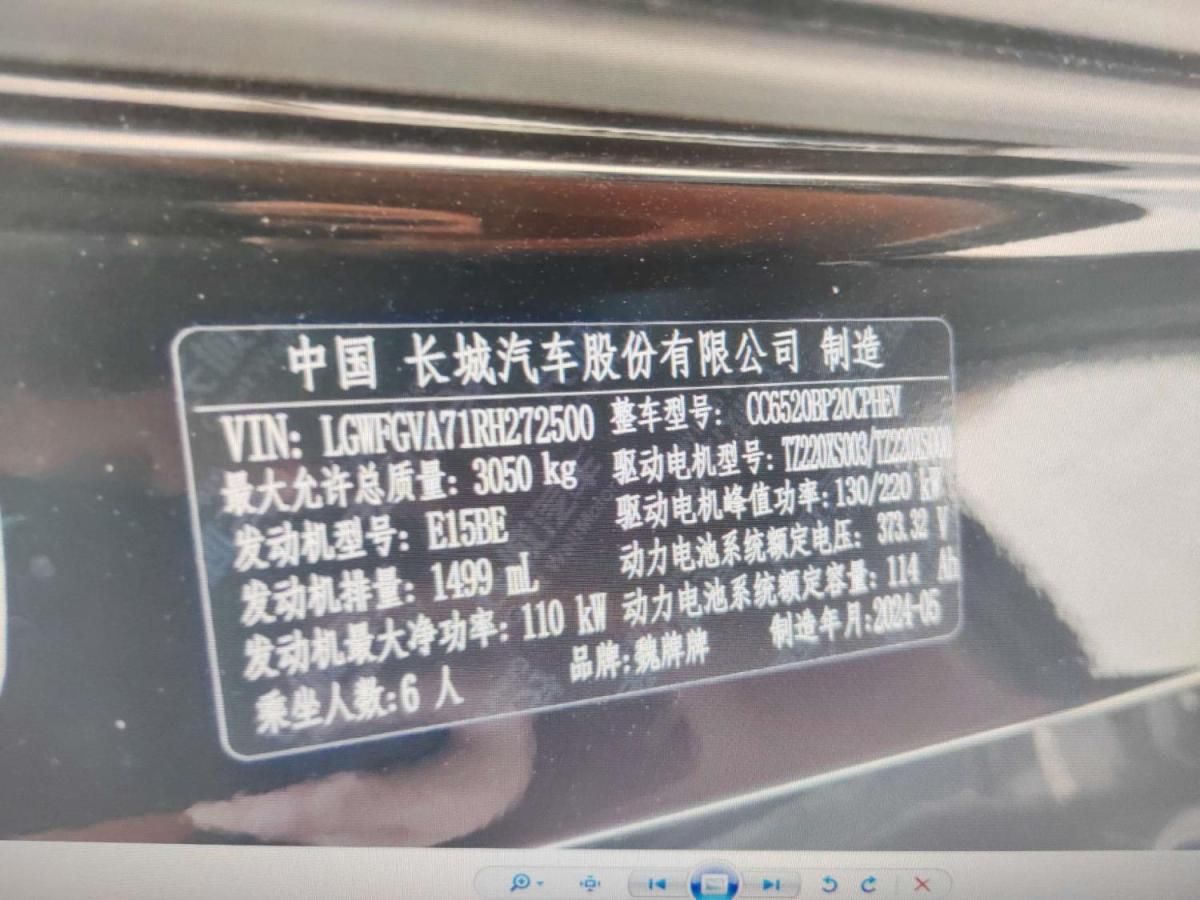 中国 长城汽车股份有限公司 制造
VIN: LGWFGVA71RH272500 整车型号: CC6520BP20CPHEV
最大允许总质量: 3050 kg 驱动电机型号: TZ220XS003/
发动机型号: E15BE 驱动电机峰值功率: 130/220 kW
发动机排量: 1499 mL 动力电池系统额定电压: 373.32 V
发动机最大净功率: 110 kW 动力电池系统额定容量: 114 Ah
乘坐人数:6 人 品牌:魏牌牌 制造年月:2024-05